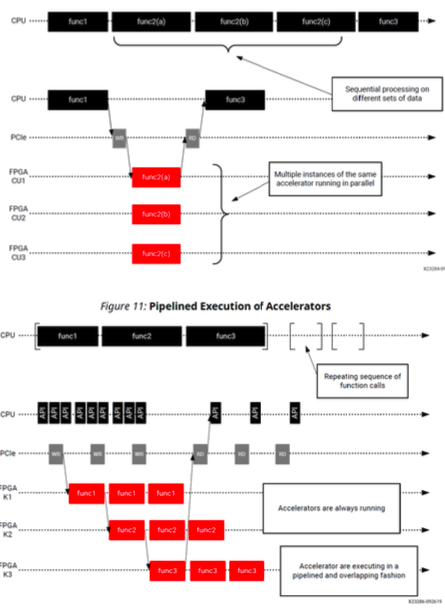 CPU func1 func2(a) func2(b) func2(c) func3
Sequential processing on
different sets of data
CPU func1 func3
PCIe WR RD
FPGA
CU1 func2(a)
Multiple instances of the same
accelerator running in parallel
FPGA
CU2 func2(b)
FPGA
CU3 func2(c)
Figure 11: Pipelined Execution of Accelerators
CPU func1 func2 func3
Repeating sequence of
function calls
CPU API API API API API API API API API API API API
PCIe WR WR WR RD RD RD
FPGA
K1 func1 func1 func1
Accelerators are always running
FPGA
K2 func2 func2 func2
FPGA
K3 func3 func3 func3
Accelerator are executing in a
pipelined and overlapping fashion
X23286-092619